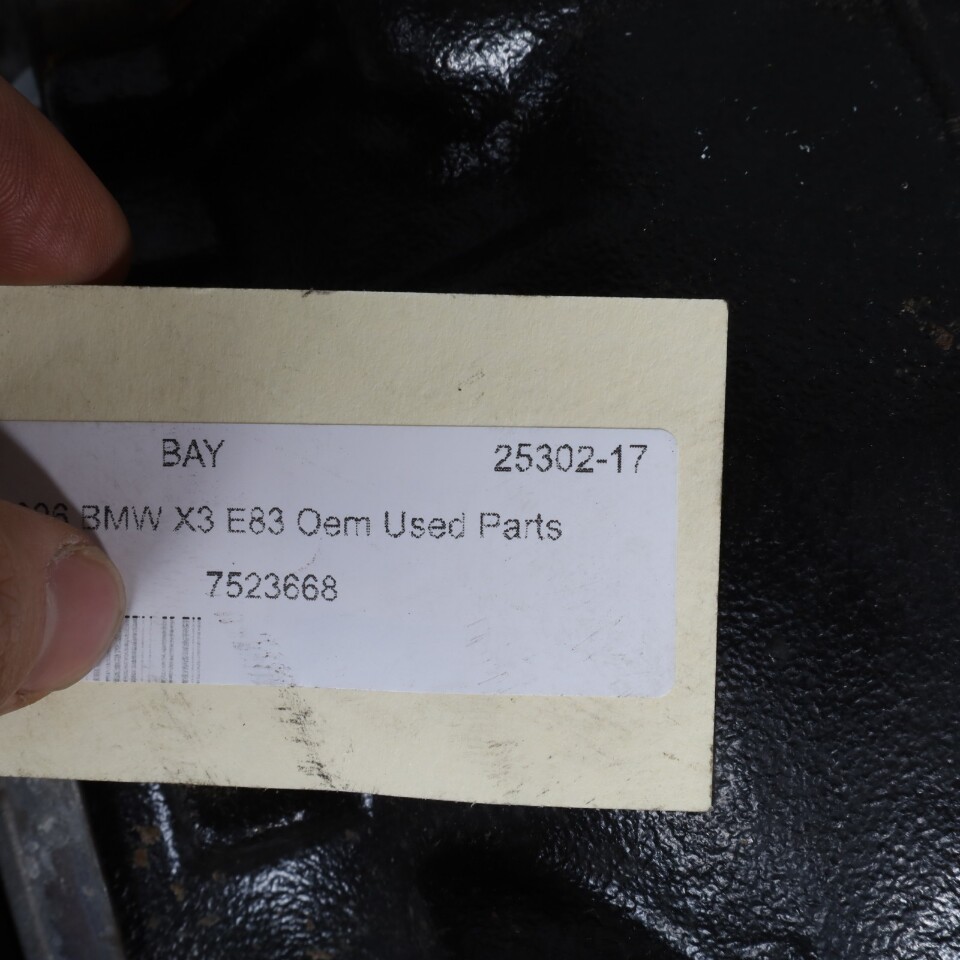 BAY 25302-17
BMW X3 E83 Oem Used Parts
7523668